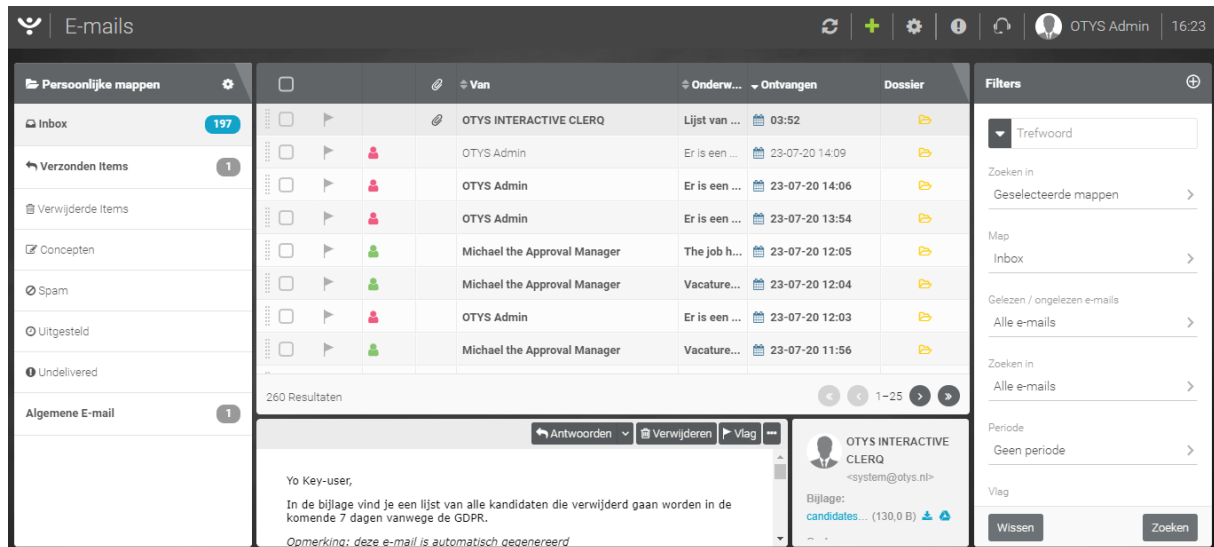 E-mails
OTYS Admin
16:23
Persoonlijke mappen
Inbox 197
Verzonden Items 1
Verwijderde Items
Concepten
Spam
Uitgesteld
Undelivered
Algemene E-mail 1
Van Onderw... Ontvangen Dossier
OTYS INTERACTIVE CLERQ Lijst van ... 03:52
OTYS Admin Er is een ... 23-07-20 14:09
OTYS Admin Er is een ... 23-07-20 14:06
OTYS Admin Er is een ... 23-07-20 13:54
Michael the Approval Manager The job h... 23-07-20 12:05
Michael the Approval Manager Vacature... 23-07-20 12:04
OTYS Admin Er is een ... 23-07-20 12:03
Michael the Approval Manager Vacature... 23-07-20 11:56
260 Resultaten
1–25
Antwoorden Verwijderen Vlag
Yo Key-user,
In de bijlage vind je een lijst van alle kandidaten die verwijderd gaan worden in de
komende 7 dagen vanwege de GDPR.
Opmerking: deze e-mail is automatisch gegenereerd
OTYS INTERACTIVE
CLERQ
<system@otys.nl>
Bijlage:
candidates... (130,0 B)
Filters
Trefwoord
Zoeken in
Geselecteerde mappen
Map
Inbox
Gelezen / ongelezen e-mails
Alle e-mails
Zoeken in
Alle e-mails
Periode
Geen periode
Vlag
Wissen Zoeken